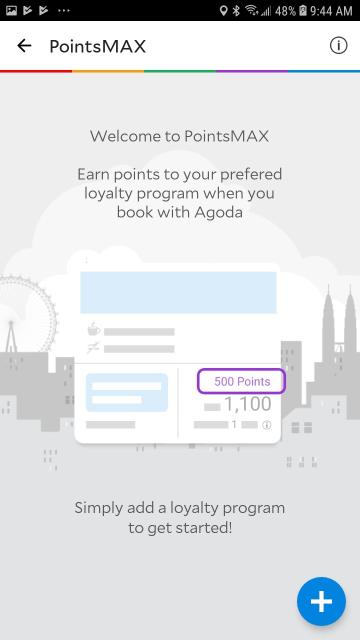 48% 9:44 AM
PointsMAX
Welcome to PointsMAX
Earn points to your prefered
loyalty program when you
book with Agoda
500 Points
1,100
1
Simply add a loyalty program
to get started!